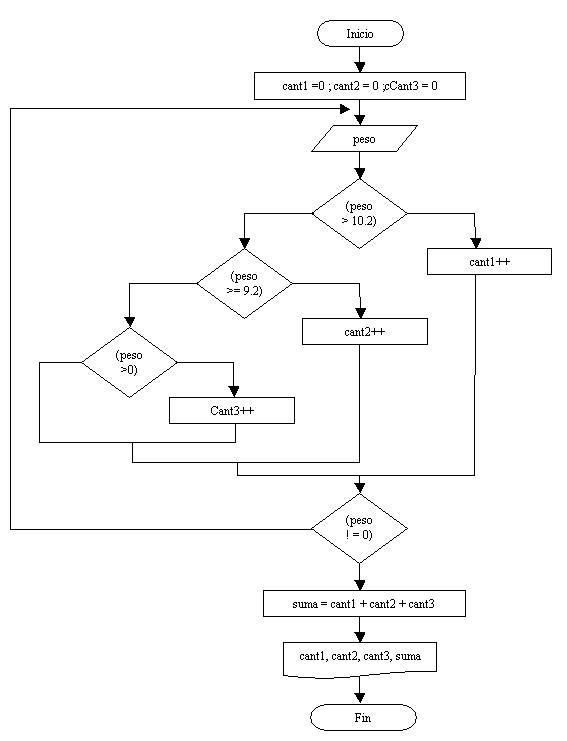 Inicio
cant1 =0 ; cant2 = 0 ;cCant3 = 0
peso
(peso
> 10.2)
cant1++
(peso
>= 9.2)
cant2++
(peso
>0)
Cant3++
(peso
! = 0)
suma = cant1 + cant2 + cant3
cant1, cant2, cant3, suma
Fin